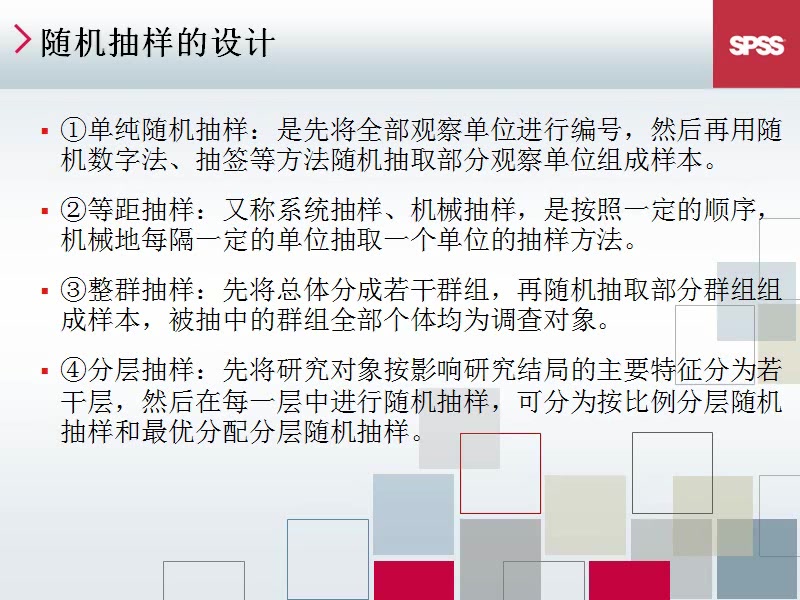 随机抽样的设计
SPSS
①单纯随机抽样：是先将全部观察单位进行编号，然后再用随
机数字法、抽签等方法随机抽取部分观察单位组成样本。
②等距抽样：又称系统抽样、机械抽样，是按照一定的顺序，
机械地每隔一定的单位抽取一个单位的抽样方法。
③整群抽样：先将总体分成若干群组，再随机抽取部分群组组
成样本，被抽中的群组全部个体均为调查对象。
④分层抽样：先将研究对象按影响研究结局的主要特征分为若
干层，然后在每一层中进行随机抽样，可分为按比例分层随机
抽样和最优分配分层随机抽样。